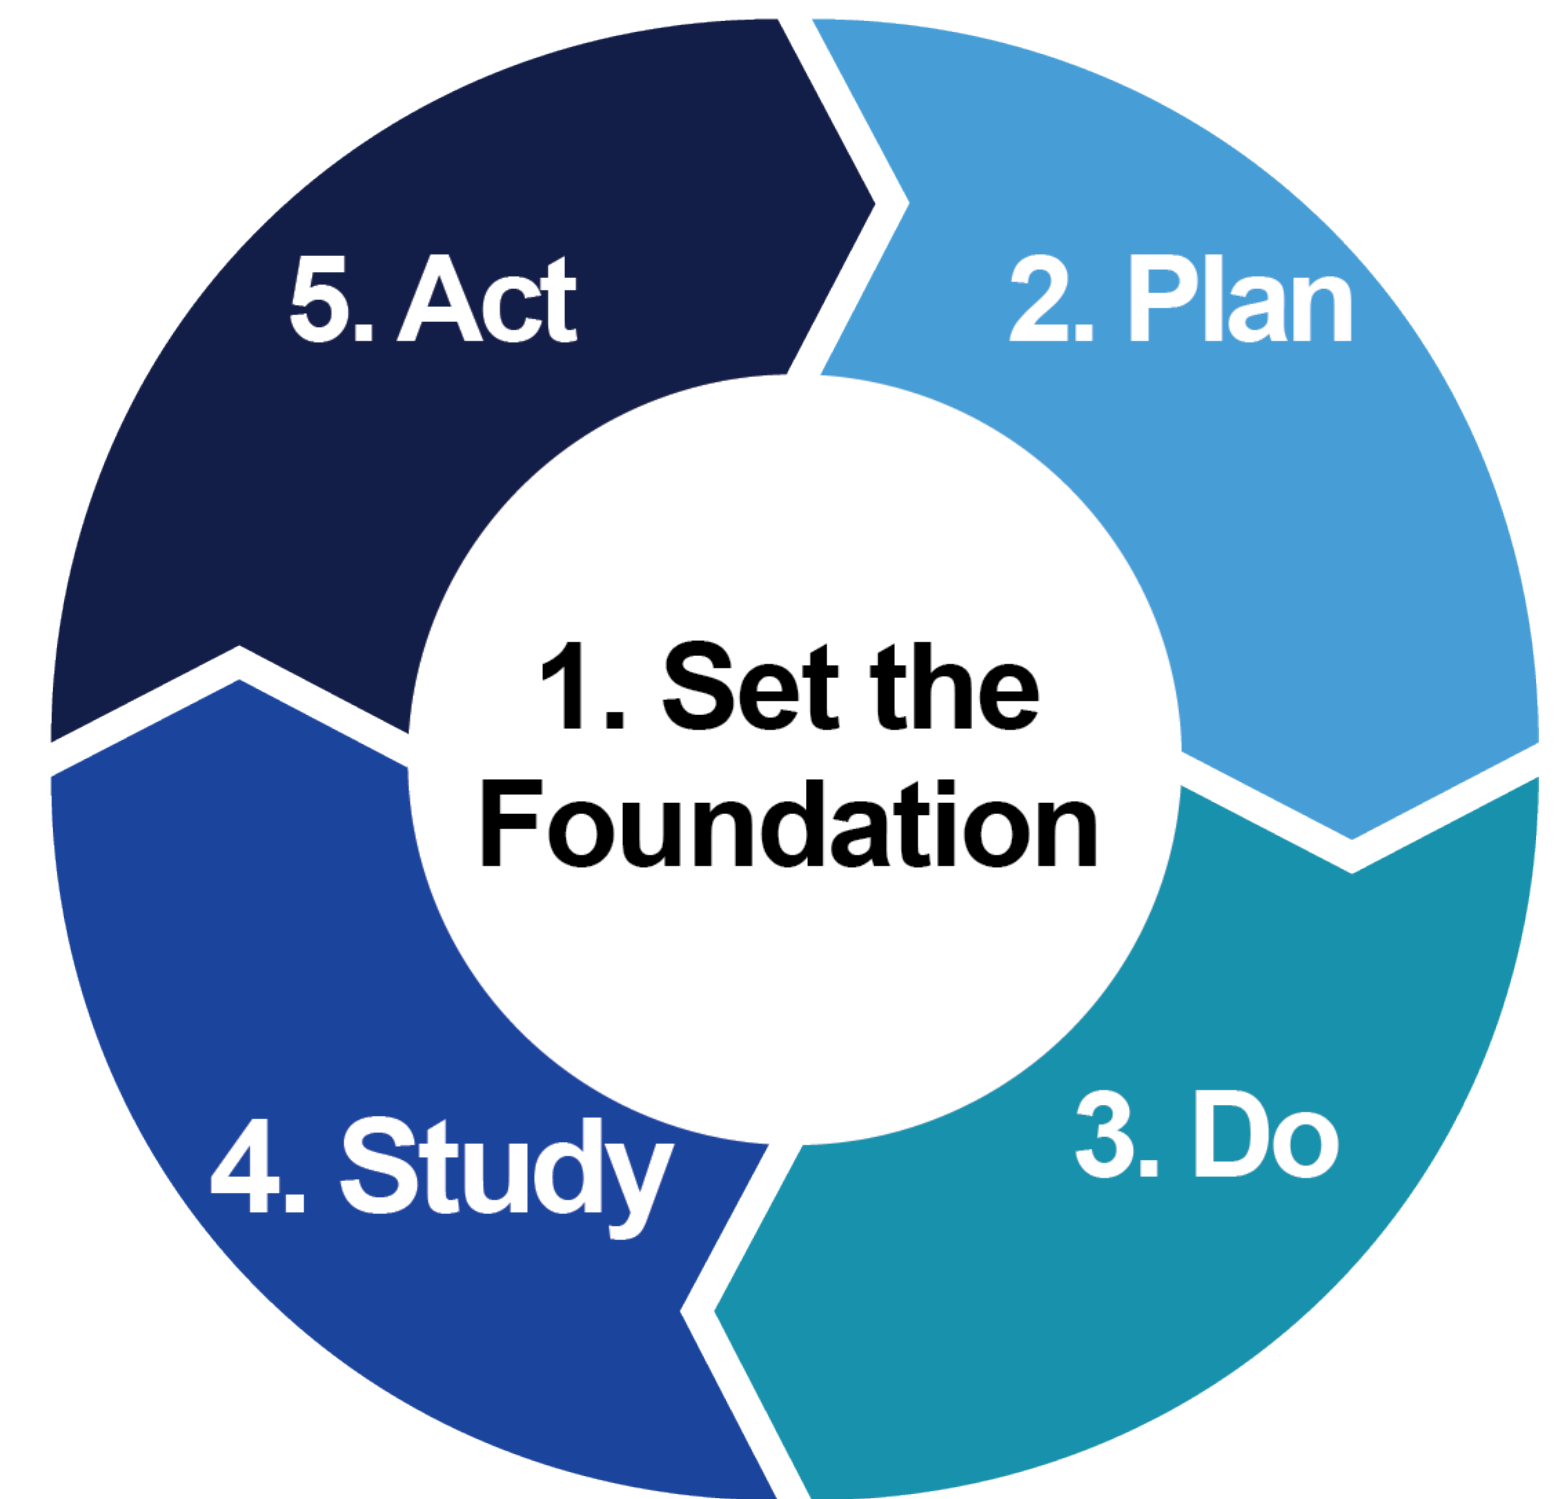 1. Set the
Foundation
2. Plan
3. Do
4. Study
5. Act